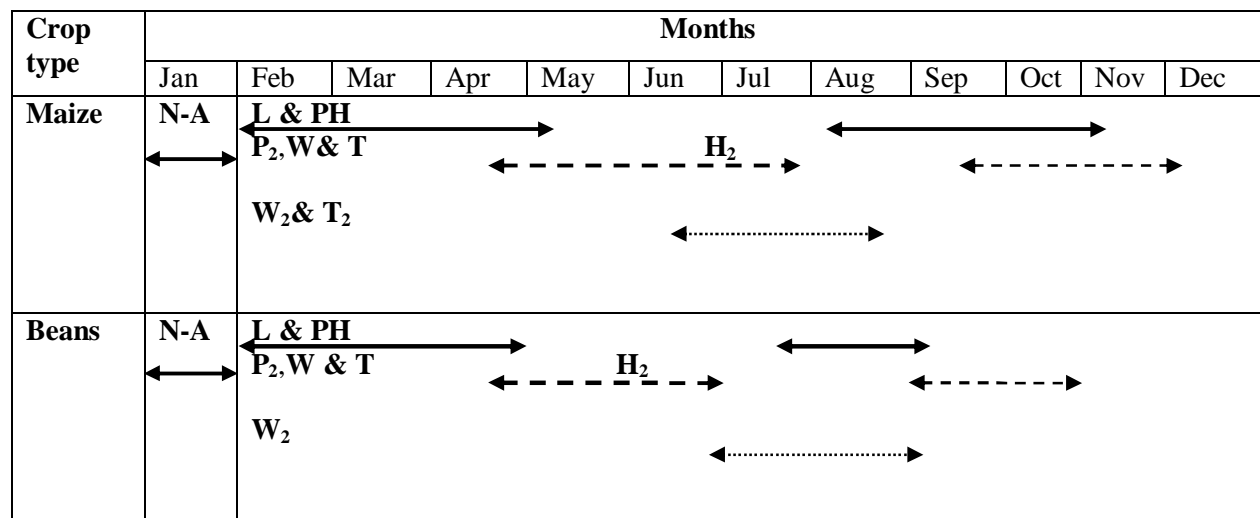 Crop type Months
Jan Feb Mar Apr May Jun Jul Aug Sep Oct Nov Dec
Maize N-A L & PH
P₂,W& T H₂
W₂& T₂
Beans N-A L & PH
P₂,W & T H₂
W₂